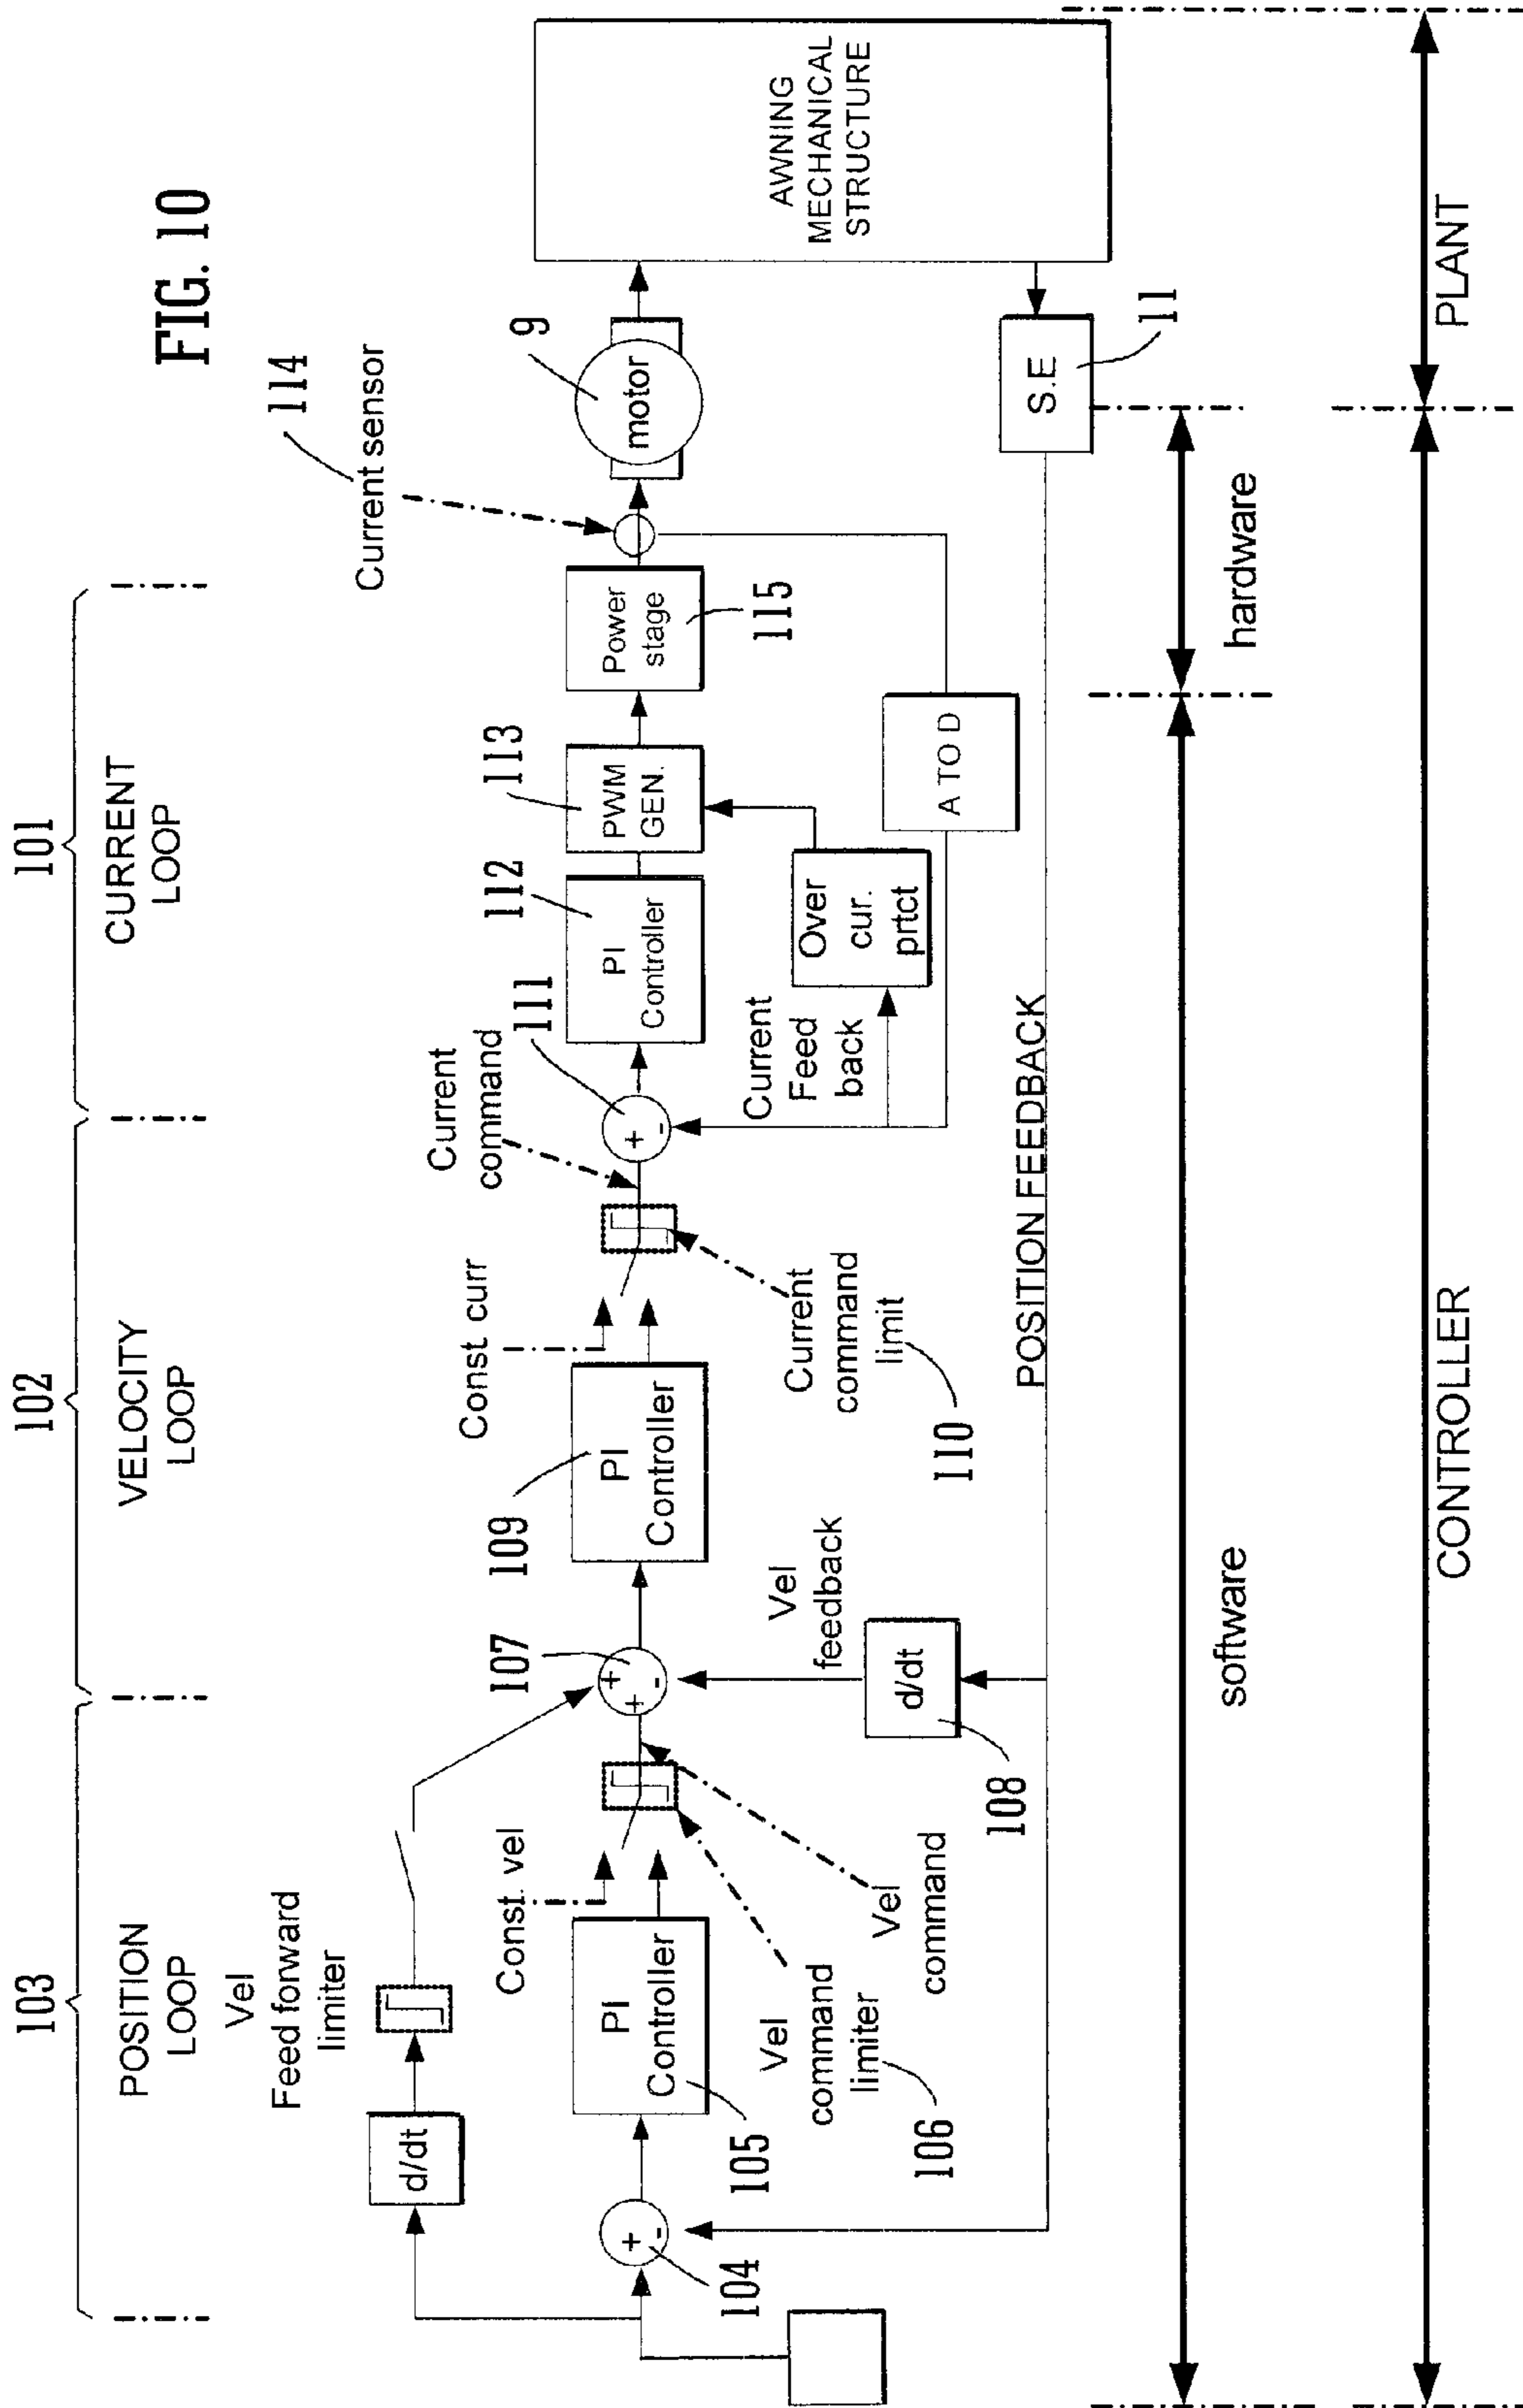 FIG. 10
103
POSITION
LOOP
102
VELOCITY
LOOP
101
CURRENT
LOOP
Vel
Feed forward
limiter
d/dt
+
-
104
PI
Controller
105
Const. vel
Vel
command
limiter
106
Vel
command
+
+
-
107
Vel
feedback
d/dt
108
PI
Controller
109
Const curr
Current
command
limit
110
Current
command
+
-
111
PI
Controller
112
PWM
GEN.
113
Power
stage
115
Current
Feed
back
Over
cur.
prtct
A TO D
Current sensor
114
motor
9
AWNING
MECHANICAL
STRUCTURE
S.E
11
POSITION FEEDBACK
software
hardware
CONTROLLER
PLANT